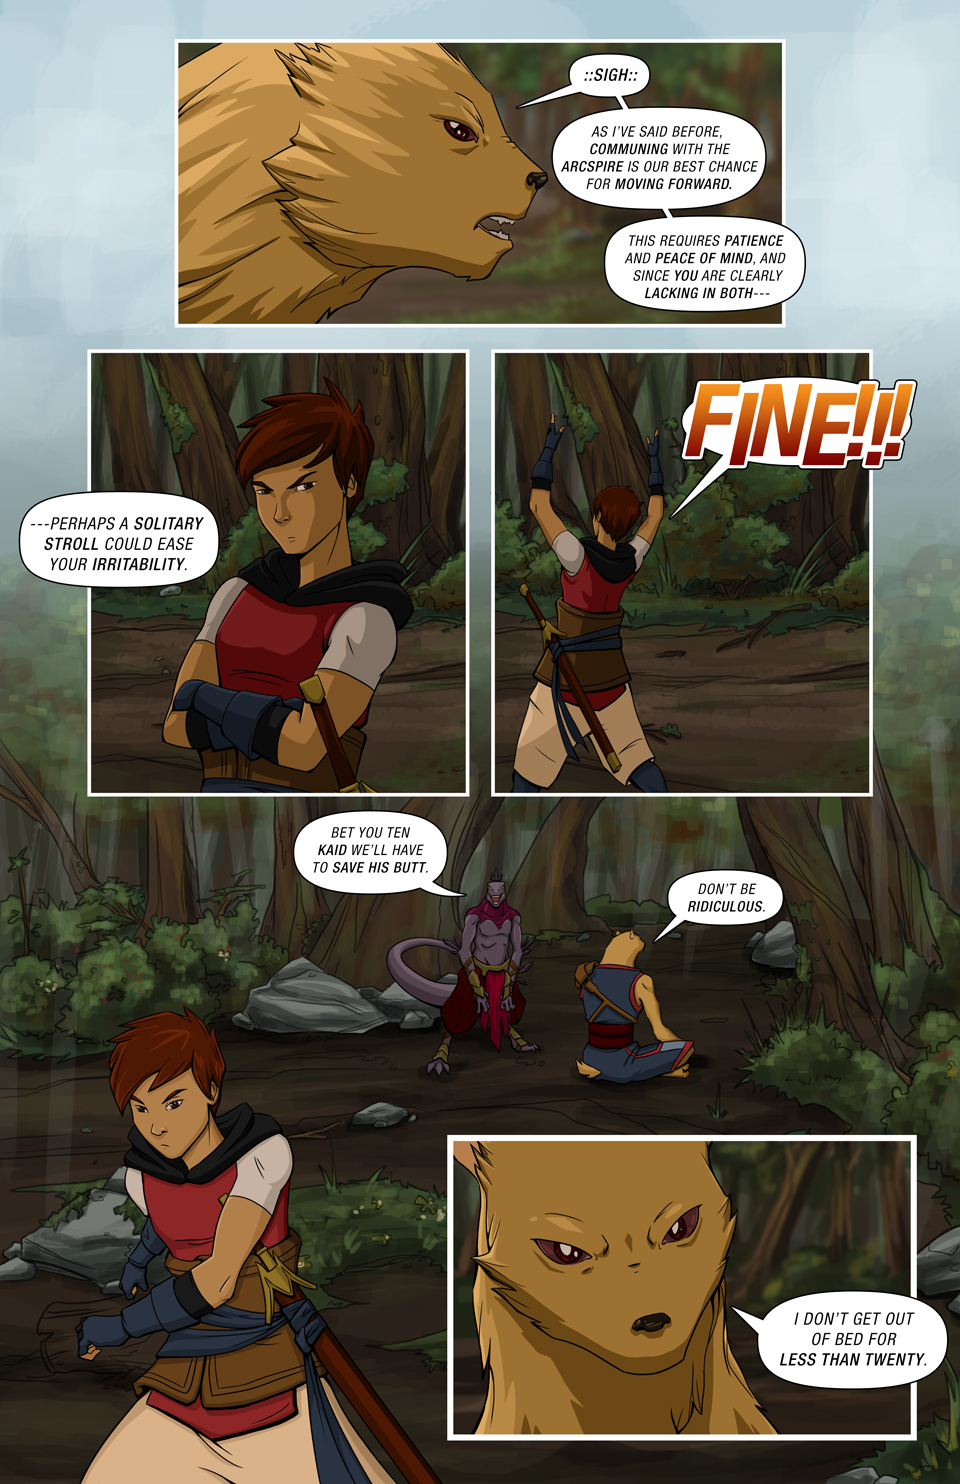 ::SIGH::
AS I'VE SAID BEFORE,
COMMUNING WITH THE
ARCSPIRE IS OUR BEST CHANCE
FOR MOVING FORWARD.
THIS REQUIRES PATIENCE
AND PEACE OF MIND, AND
SINCE YOU ARE CLEARLY
LACKING IN BOTH---
---PERHAPS A SOLITARY
STROLL COULD EASE
YOUR IRRITABILITY.
FINE!!!
BET YOU TEN
KAID WE'LL HAVE
TO SAVE HIS BUTT.
DON'T BE
RIDICULOUS.
I DON'T GET OUT
OF BED FOR
LESS THAN TWENTY.